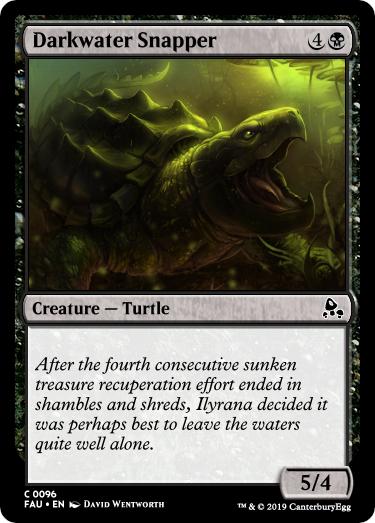 Darkwater Snapper 4
Creature — Turtle
After the fourth consecutive sunken
treasure recuperation effort ended in
shambles and shreds, Ilyrana decided it
was perhaps best to leave the waters
quite well alone.
5/4
C 0096
FAU • EN David Wentworth
™ & © 2019 CanterburyEgg